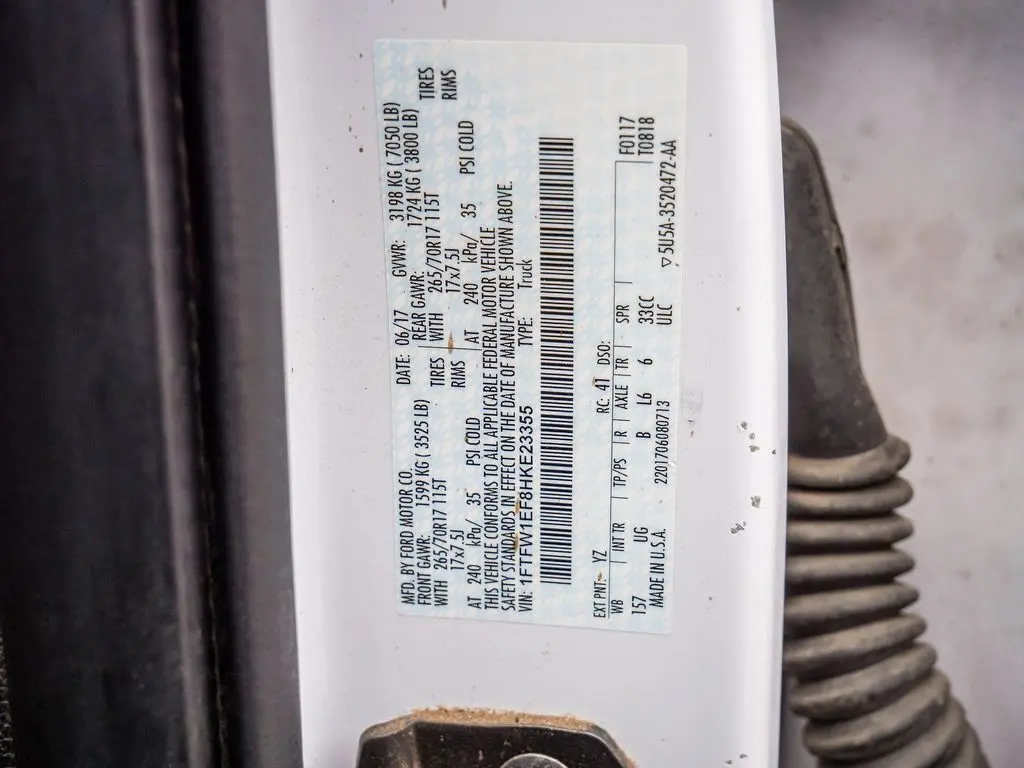 MFD. BY FORD MOTOR CO. DATE: 06/17 GVWR: 3198 KG ( 7050 LB)
FRONT GAWR: 1599 KG ( 3525 LB) REAR GAWR: 1724 KG ( 3800 LB)
WITH 265/70R17 115T TIRES WITH 265/70R17 115T TIRES
17x7.5J RIMS 17x7.5J RIMS
AT 240 kPa/ 35 PSI COLD AT 240 kPa/ 35 PSI COLD
THIS VEHICLE CONFORMS TO ALL APPLICABLE FEDERAL MOTOR VEHICLE
SAFETY STANDARDS IN EFFECT ON THE DATE OF MANUFACTURE SHOWN ABOVE.
VIN: 1FTFW1EF8HKE23355 TYPE: Truck
EXT PNT: YZ RC: 41 DSO: F0117
WB INT TR TP/PS R AXLE TR SPR T0818
157 UG B L6 6 33CC
MADE IN U.S.A. 2201706080713 ULC ▽5U5A-3520472-AA